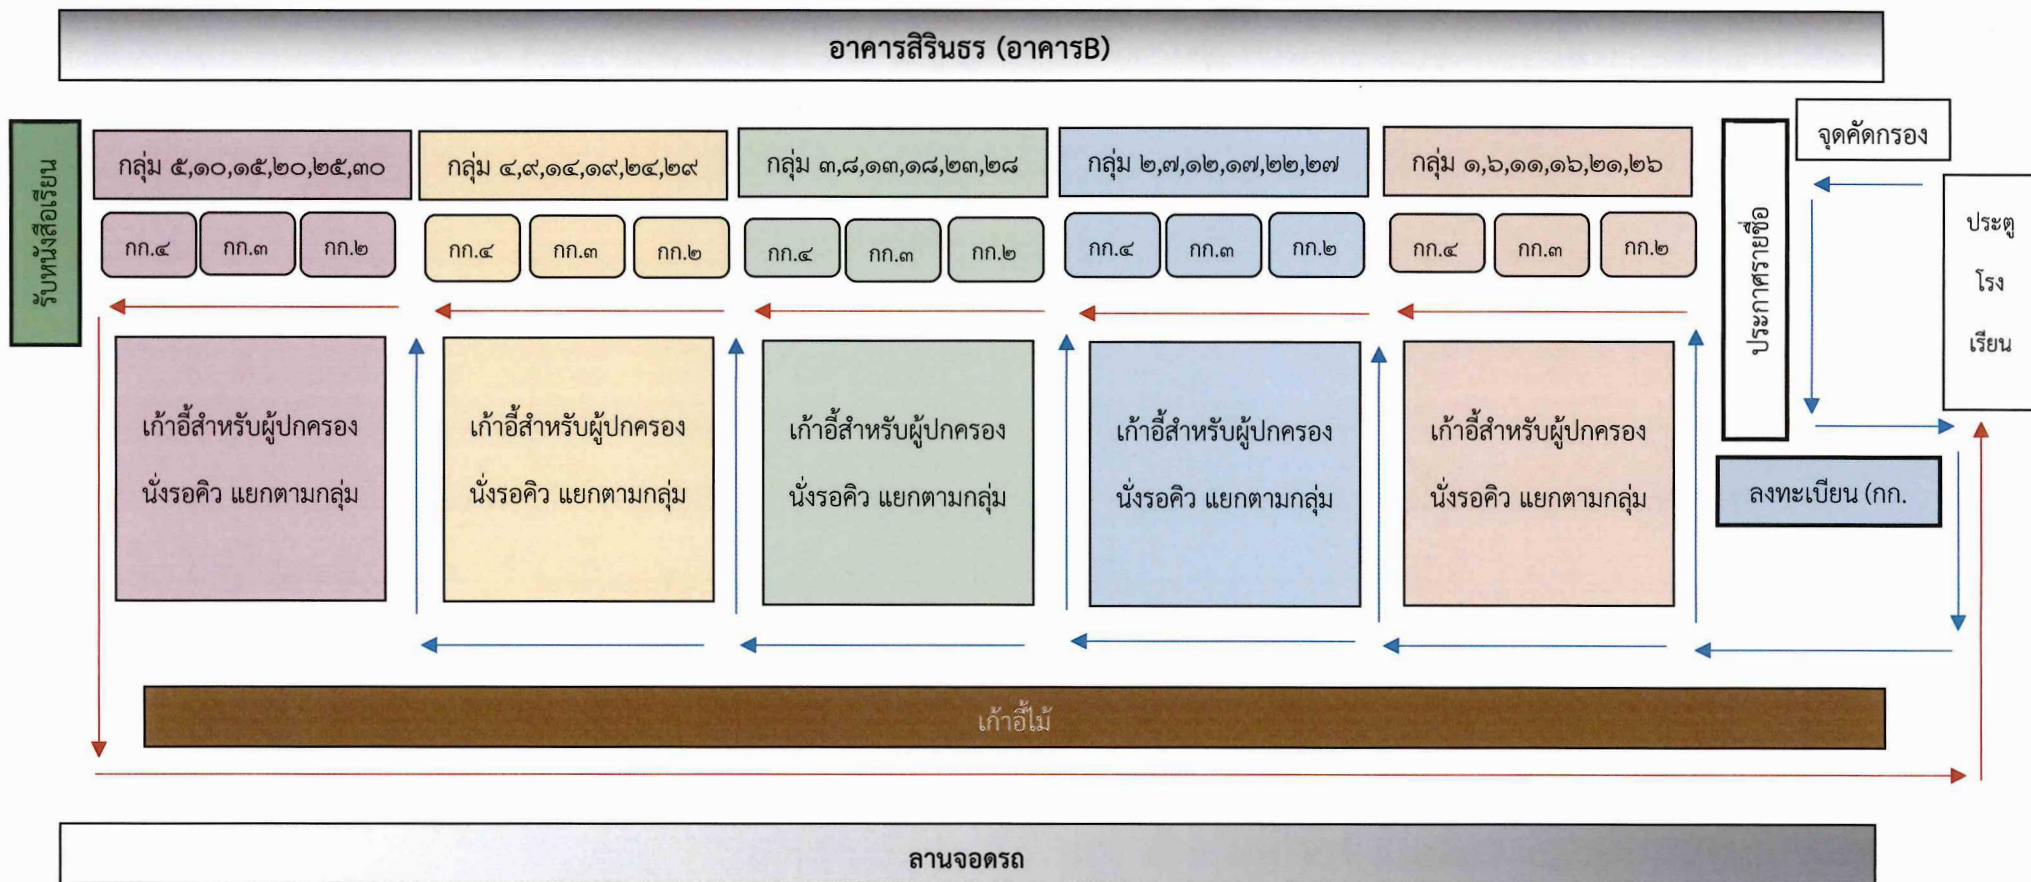 อาคารสิรินธร (อาคารB)
จุดคัดกรอง
รับหนังสือเรียน
กลุ่ม ๕,๑๐,๑๕,๒๐,๒๕,๓๐
กลุ่ม ๔,๙,๑๔,๑๙,๒๔,๒๙
กลุ่ม ๓,๘,๑๓,๑๘,๒๓,๒๘
กลุ่ม ๒,๗,๑๒,๑๗,๒๒,๒๗
กลุ่ม ๑,๖,๑๑,๑๖,๒๑,๒๖
ประกาศรายชื่อ
ประตู
โรง
เรียน
กก.๔
กก.๓
กก.๒
กก.๔
กก.๓
กก.๒
กก.๔
กก.๓
กก.๒
กก.๔
กก.๓
กก.๒
กก.๔
กก.๓
กก.๒
เก้าอี้สำหรับผู้ปกครอง
นั่งรอคิว แยกตามกลุ่ม
เก้าอี้สำหรับผู้ปกครอง
นั่งรอคิว แยกตามกลุ่ม
เก้าอี้สำหรับผู้ปกครอง
นั่งรอคิว แยกตามกลุ่ม
เก้าอี้สำหรับผู้ปกครอง
นั่งรอคิว แยกตามกลุ่ม
เก้าอี้สำหรับผู้ปกครอง
นั่งรอคิว แยกตามกลุ่ม
ลงทะเบียน (กก.
เก้าอี้ไม้
ลานจอดรถ